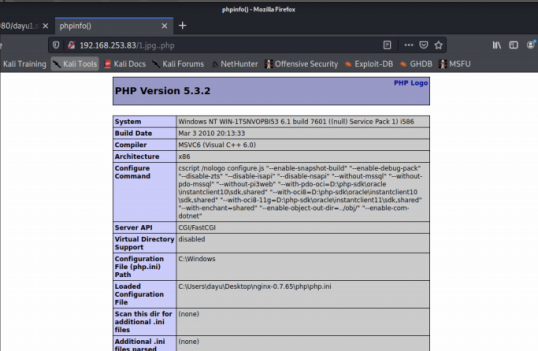 phpinfo() - Mozilla Firefox
80/dayu1. phpinfo()
192.168.253.83/1.jpg..php
Kali Training Kali Tools Kali Docs Kali Forums NetHunter Offensive Security Exploit-DB GHDB MSFU
PHP Version 5.3.2 PHP Logo
System Windows NT WIN-1TSNVOPBI53 6.1 build 7601 ((null) Service Pack 1) i586
Build Date Mar 3 2010 20:13:33
Compiler MSVC6 (Visual C++ 6.0)
Architecture x86
Configure Command cscript /nologo configure.js "--enable-snapshot-build" "--enable-debug-pack"
"--disable-zts" "--disable-isapi" "--disable-nsapi" "--without-mssql" "--without-
pdo-mssql" "--without-pi3web" "--with-pdo-oci=D:\php-sdk\oracle
\instantclient10\sdk,shared" "--with-oci8=D:\php-sdk\oracle\instantclient10
\sdk,shared" "--with-oci8-11g=D:\php-sdk\oracle\instantclient11\sdk,shared"
"--with-enchant=shared" "--enable-object-out-dir=../obj/" "--enable-com-
dotnet"
Server API CGI/FastCGI
Virtual Directory Support disabled
Configuration File (php.ini) Path C:\Windows
Loaded Configuration File C:\Users\dayu\Desktop\nginx-0.7.65\php\php.ini
Scan this dir for additional .ini files (none)
Additional .ini files parsed (none)